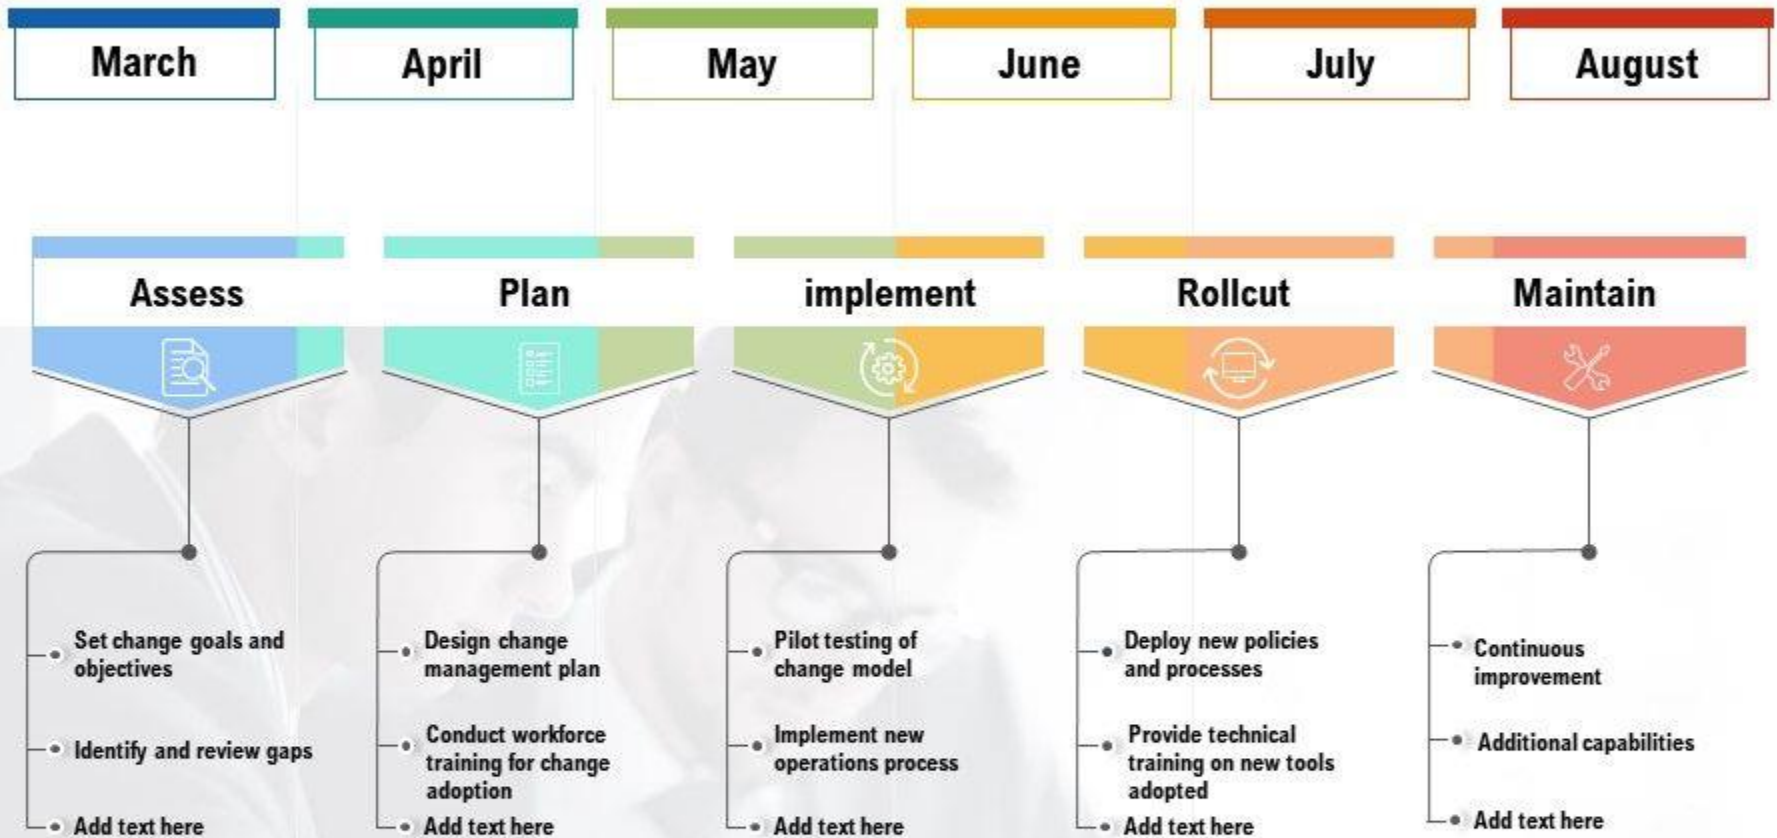 March
April
May
June
July
August
Assess
Plan
implement
Rollcut
Maintain
Set change goals and
objectives
Identify and review gaps
Add text here
Design change
management plan
Conduct workforce
training for change
adoption
Add text here
Pilot testing of
change model
Implement new
operations process
Add text here
Deploy new policies
and processes
Provide technical
training on new tools
adopted
Add text here
Continuous
improvement
Additional capabilities
Add text here